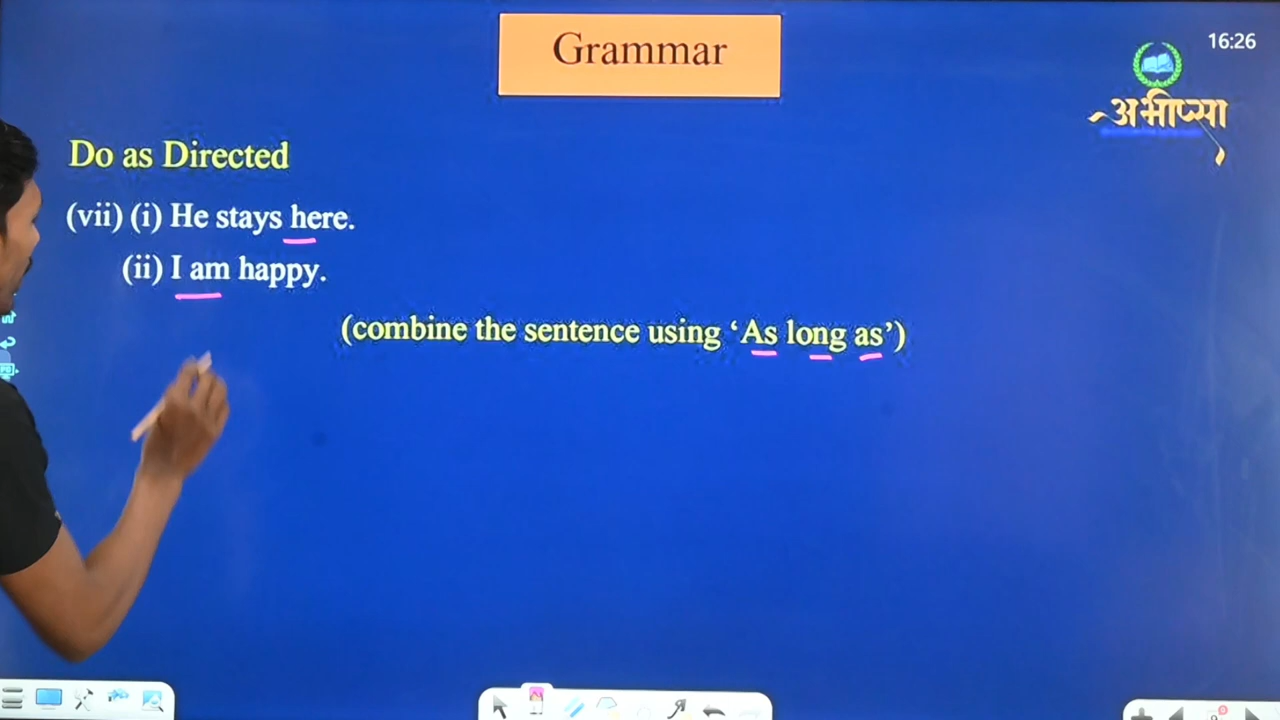 Grammar
16:26
अभीप्सा
Do as Directed
(vii) (i) He stays here.
(ii) I am happy.
(combine the sentence using ‘As long as’)